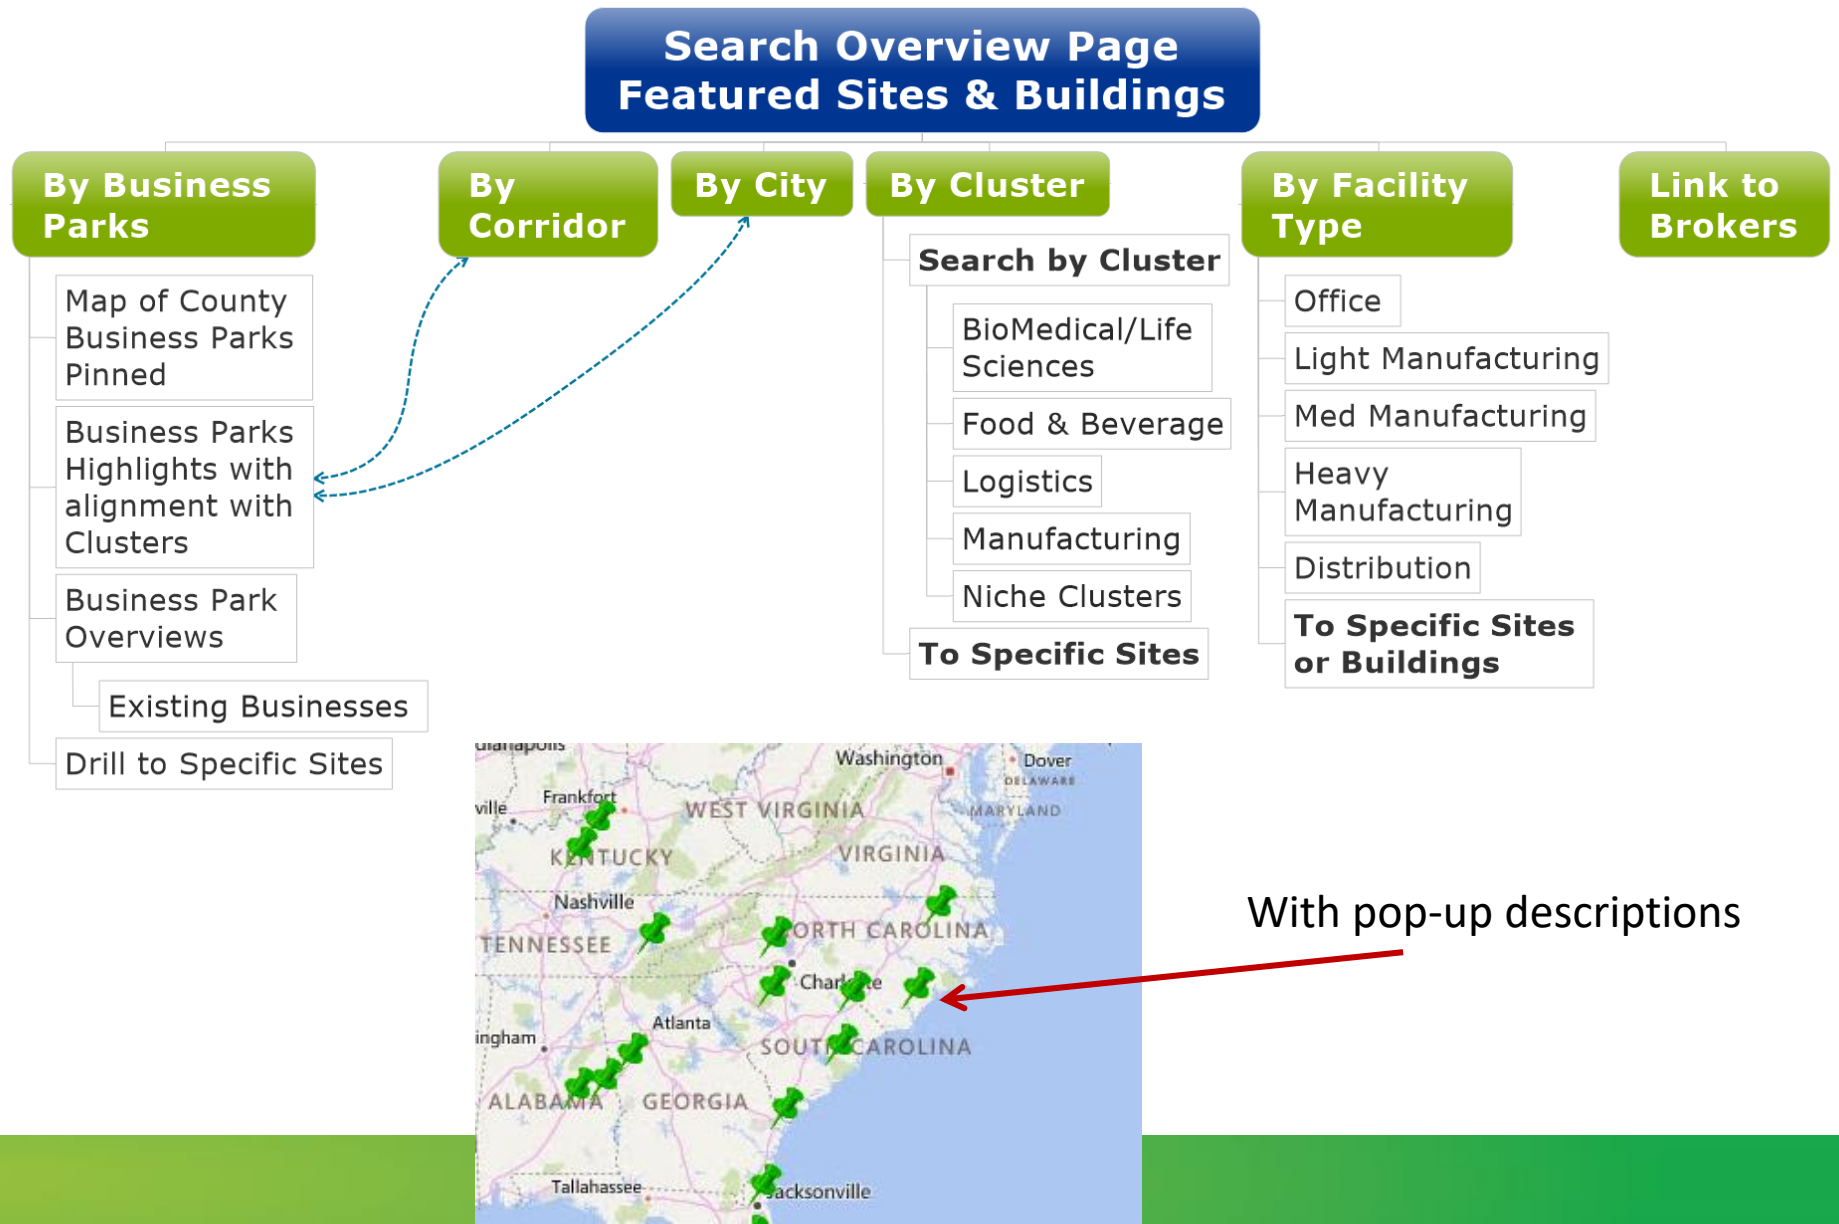 Search Overview Page
Featured Sites & Buildings
By Business
Parks
Map of County
Business Parks
Pinned
Business Parks
Highlights with
alignment with
Clusters
Business Park
Overviews
Existing Businesses
Drill to Specific Sites
By
Corridor
By City
By Cluster
Search by Cluster
BioMedical/Life
Sciences
Food & Beverage
Logistics
Manufacturing
Niche Clusters
To Specific Sites
By Facility
Type
Office
Light Manufacturing
Med Manufacturing
Heavy
Manufacturing
Distribution
To Specific Sites
or Buildings
Link to
Brokers
Washington
Dover
DELAWARE
ville
Frankfort
WEST VIRGINIA
MARYLAND
KENTUCKY
VIRGINIA
Nashville
TENNESSEE
ORTH CAROLINA
Atlanta
ingham
SOUTH CAROLINA
ALABAMA
GEORGIA
Tallahassee
acksonville
With pop-up descriptions